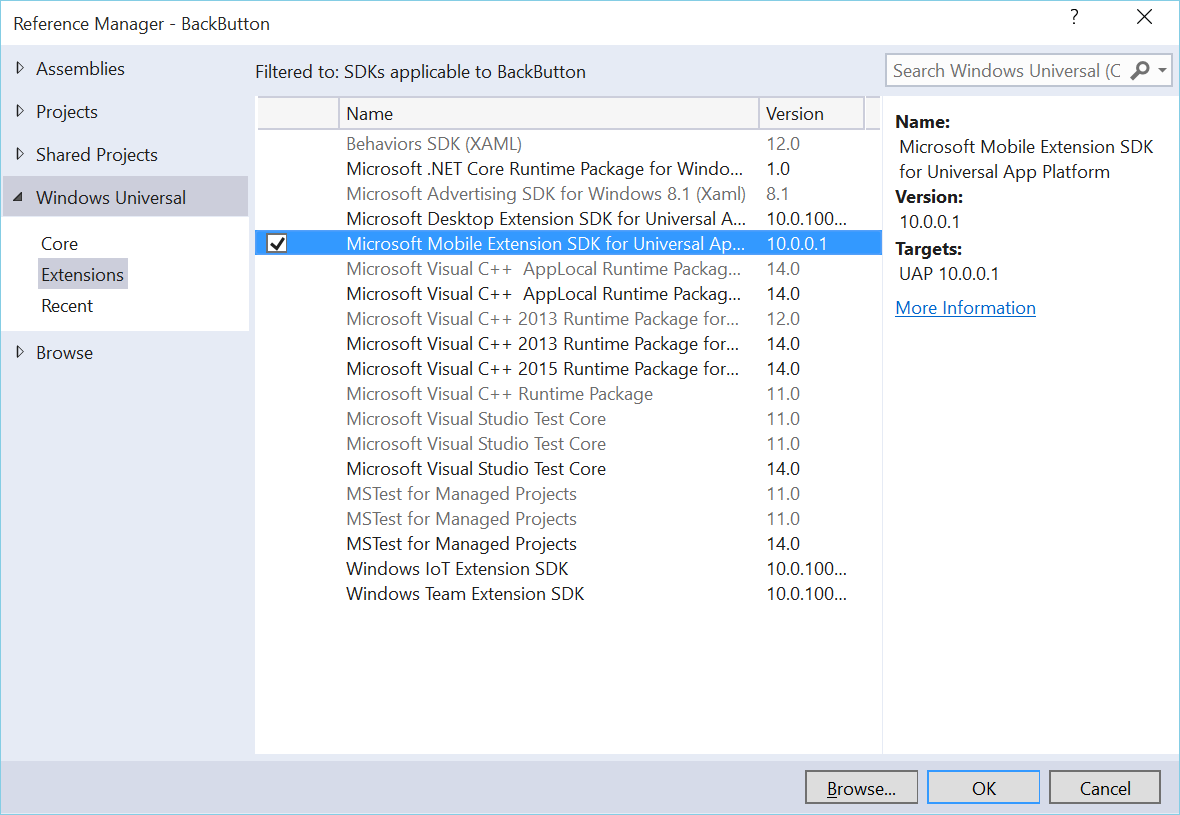 Reference Manager - BackButton
?
Assemblies
Projects
Shared Projects
Windows Universal
Core
Extensions
Recent
Browse
Filtered to: SDKs applicable to BackButton
Search Windows Universal (C
Name Version
Behaviors SDK (XAML) 12.0
Microsoft .NET Core Runtime Package for Windo... 1.0
Microsoft Advertising SDK for Windows 8.1 (Xaml) 8.1
Microsoft Desktop Extension SDK for Universal A... 10.0.100...
Microsoft Mobile Extension SDK for Universal Ap... 10.0.0.1
Microsoft Visual C++  AppLocal Runtime Packag... 14.0
Microsoft Visual C++  AppLocal Runtime Packag... 14.0
Microsoft Visual C++ 2013 Runtime Package for... 12.0
Microsoft Visual C++ 2013 Runtime Package for... 14.0
Microsoft Visual C++ 2015 Runtime Package for... 14.0
Microsoft Visual C++ Runtime Package 11.0
Microsoft Visual Studio Test Core 11.0
Microsoft Visual Studio Test Core 11.0
Microsoft Visual Studio Test Core 14.0
MSTest for Managed Projects 11.0
MSTest for Managed Projects 11.0
MSTest for Managed Projects 14.0
Windows IoT Extension SDK 10.0.100...
Windows Team Extension SDK 10.0.100...
Name:
Microsoft Mobile Extension SDK
for Universal App Platform
Version:
10.0.0.1
Targets:
UAP 10.0.0.1
More Information
Browse... OK Cancel